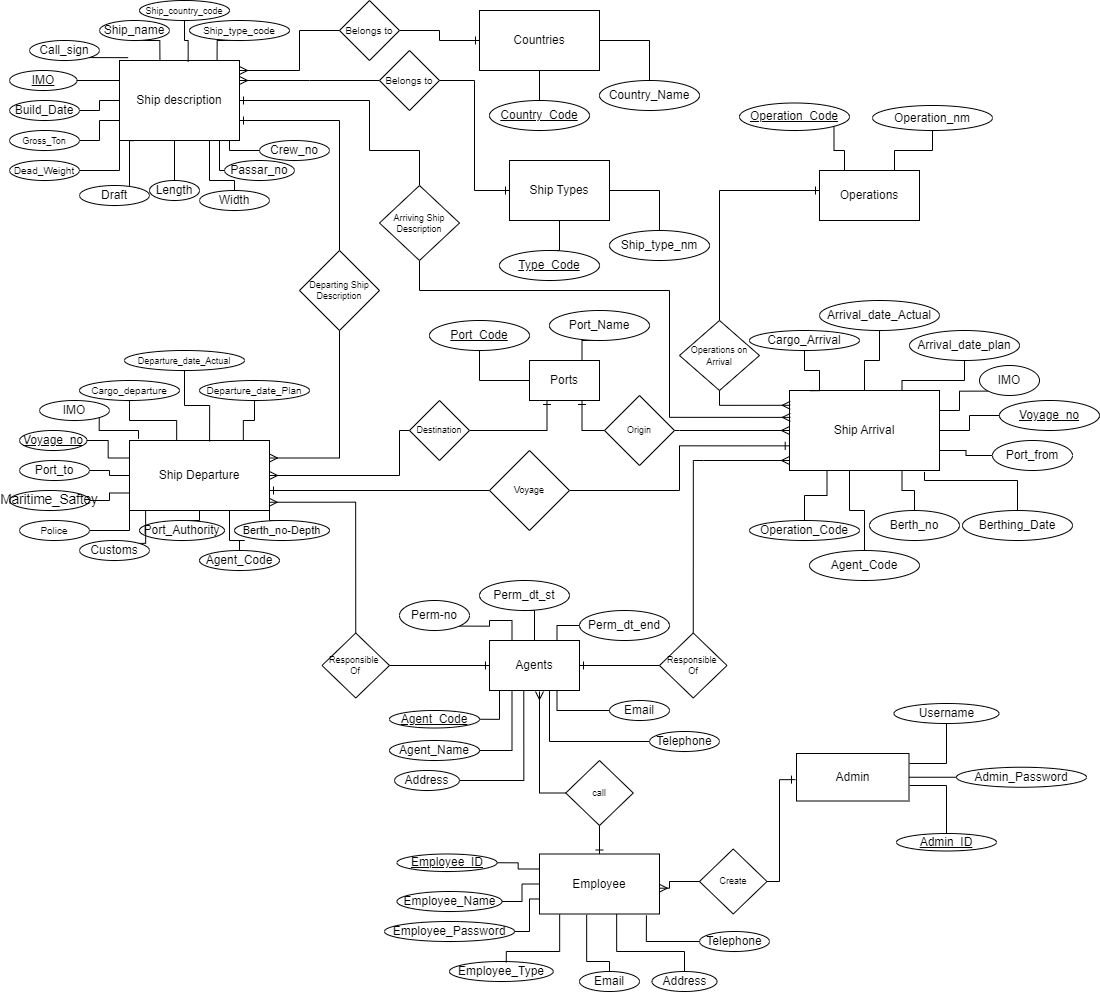 Ship_country_code
Ship_name
Ship_type_code
Call_sign
IMO
Build_Date
Gross_Ton
Dead_Weight
Ship description
Draft
Length
Width
Passar_no
Crew_no
Belongs to
Belongs to
Countries
Country_Code
Country_Name
Ship Types
Type_Code
Ship_type_nm
Operation_Code
Operation_nm
Operations
Arriving Ship
Description
Departing Ship
Description
Port_Code
Port_Name
Ports
Operations on
Arrival
Arrival_date_Actual
Cargo_Arrival
Arrival_date_plan
IMO
Voyage_no
Port_from
Ship Arrival
Operation_Code
Berth_no
Berthing_Date
Agent_Code
Departure_date_Actual
Cargo_departure
Departure_date_Plan
IMO
Voyage_no
Port_to
Maritime_Saftey
Police
Customs
Port_Authority
Agent_Code
Berth_no-Depth
Ship Departure
Destination
Origin
Voyage
Responsible
Of
Responsible
Of
Perm-no
Perm_dt_st
Perm_dt_end
Agents
Agent_Code
Agent_Name
Address
Email
Telephone
call
Username
Admin
Admin_Password
Admin_ID
Create
Employee
Employee_ID
Employee_Name
Employee_Password
Employee_Type
Email
Address
Telephone